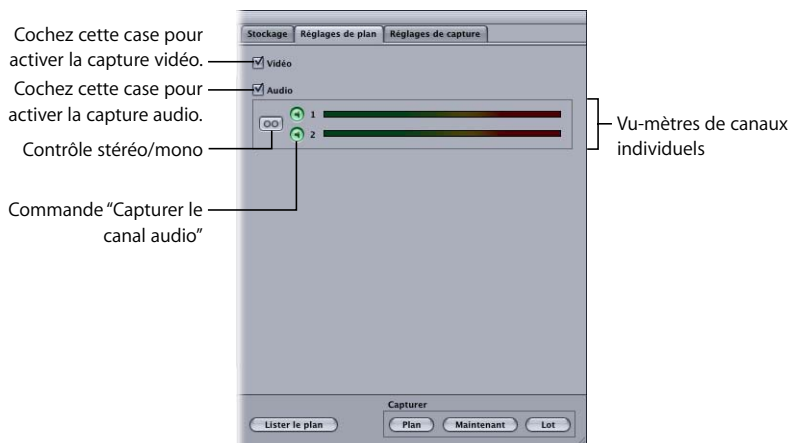 Stockage Réglages de plan Réglages de capture
Cochez cette case pour
activer la capture vidéo.
Vidéo
Cochez cette case pour
activer la capture audio.
Audio
1
2
Contrôle stéréo/mono
Vu-mètres de canaux
individuels
Commande “Capturer le
canal audio”
Capturer
Lister le plan Plan Maintenant Lot